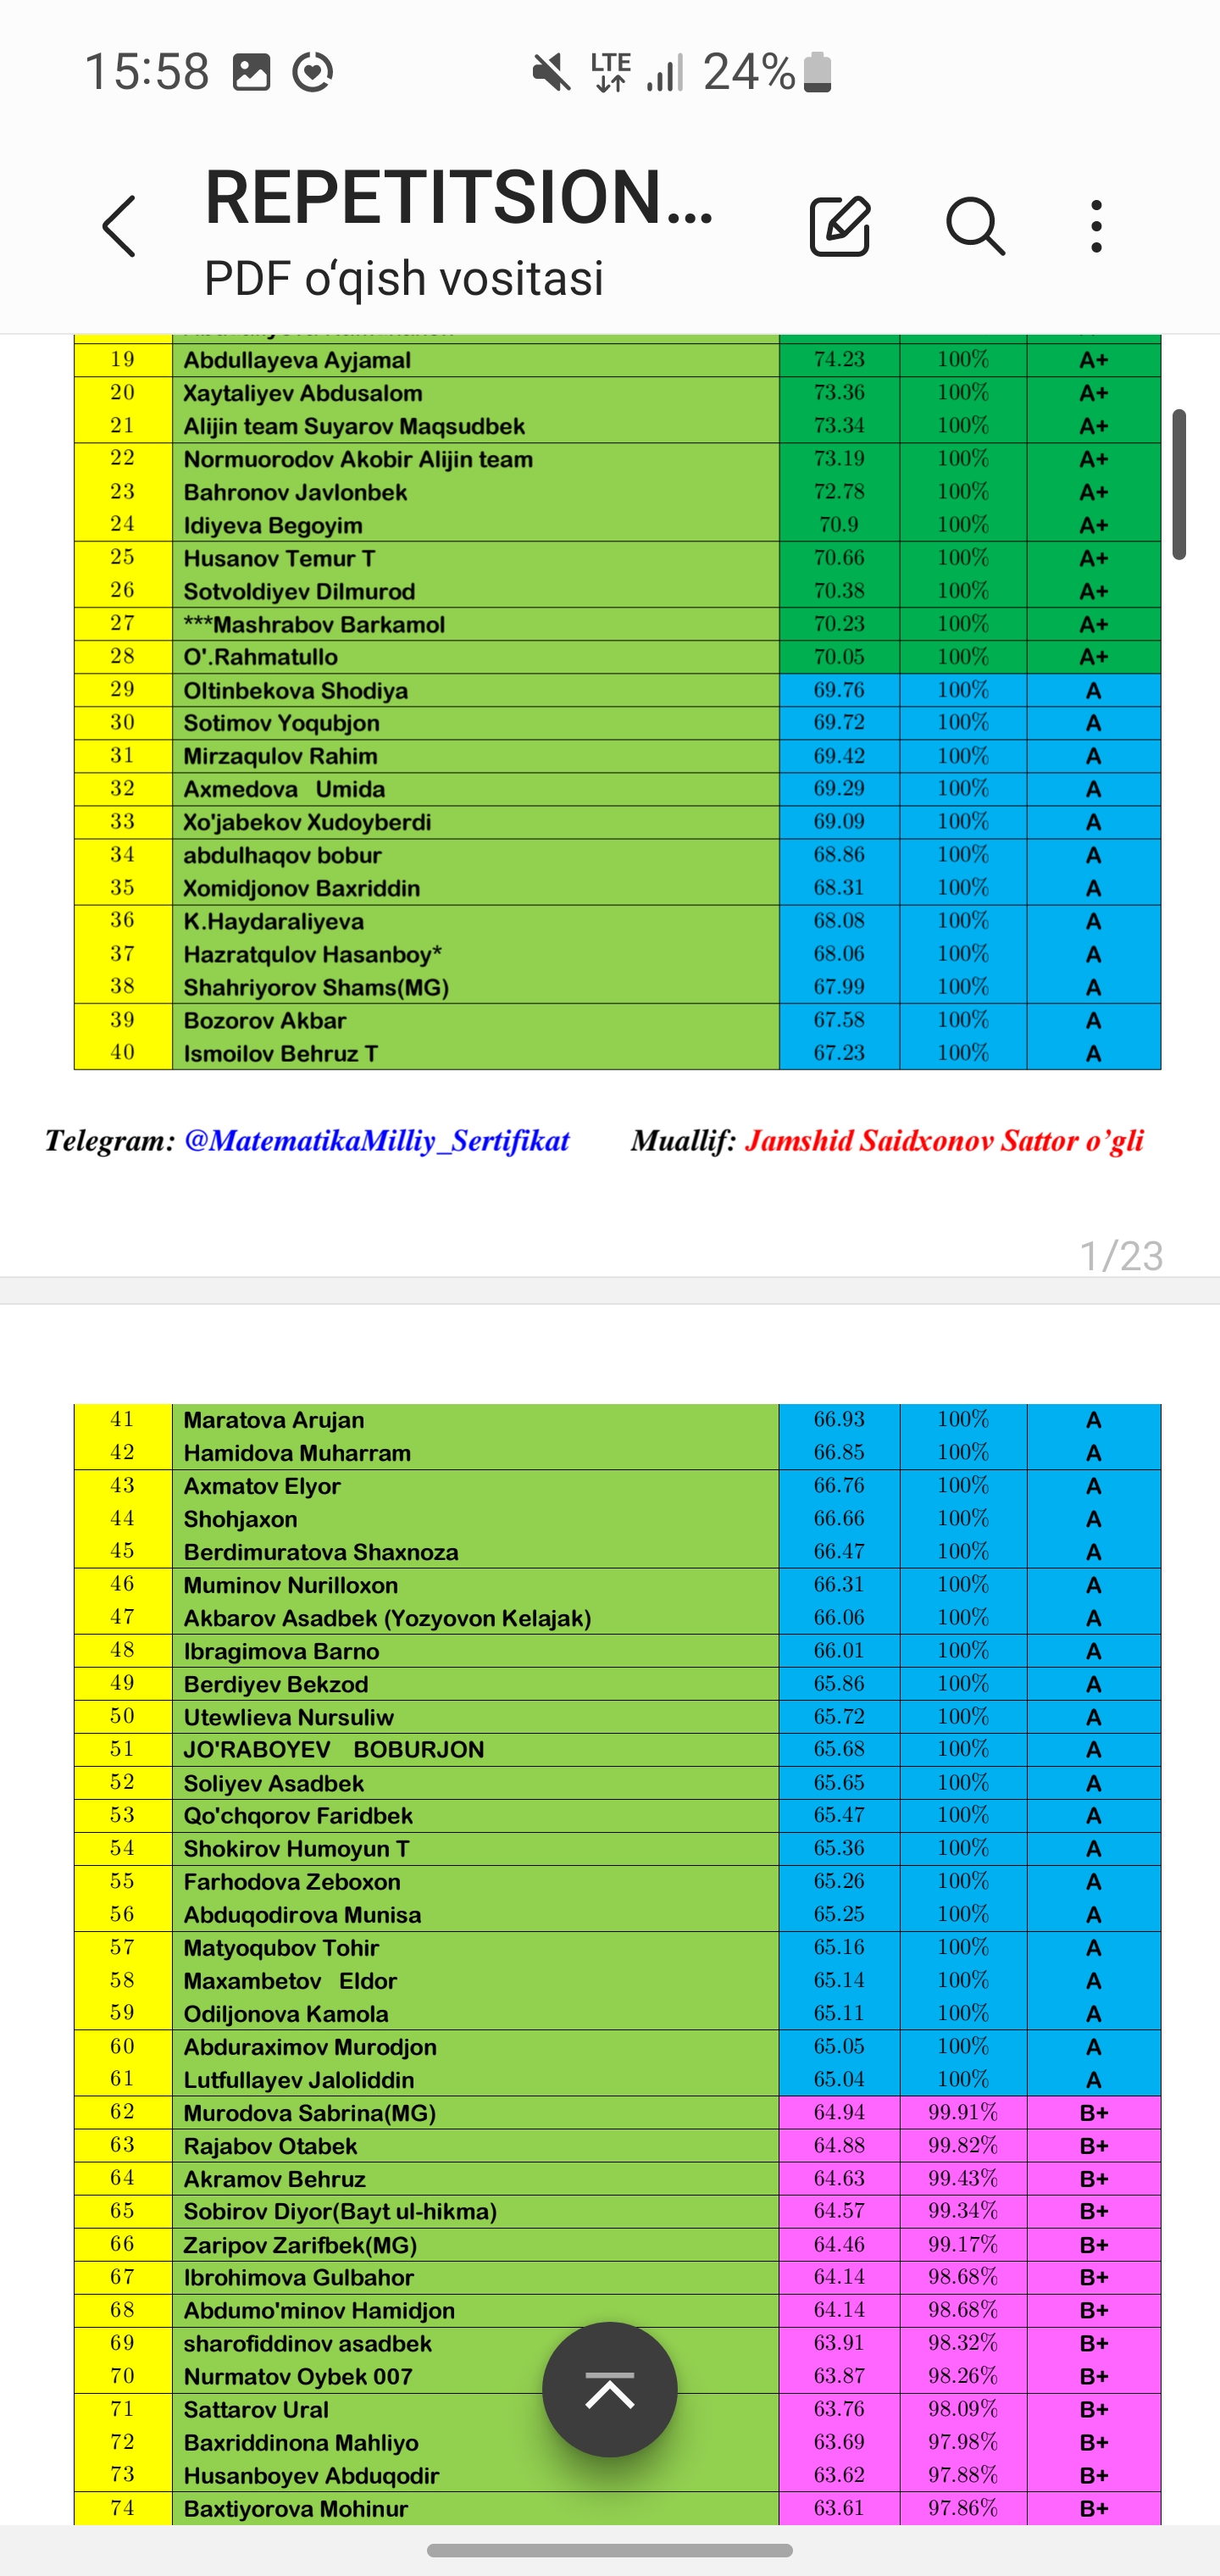 15:58 LTE 24%
REPETITSION...
PDF o‘qish vositasi
19 Abdullayeva Ayjamal 74.23 100% A+
20 Xaytaliyev Abdusalom 73.36 100% A+
21 Alijin team Suyarov Maqsudbek 73.34 100% A+
22 Normuorodov Akobir Alijin team 73.19 100% A+
23 Bahronov Javlonbek 72.78 100% A+
24 Idiyeva Begoyim 70.9 100% A+
25 Husanov Temur T 70.66 100% A+
26 Sotvoldiyev Dilmurod 70.38 100% A+
27 ***Mashrabov Barkamol 70.23 100% A+
28 O'.Rahmatullo 70.05 100% A+
29 Oltinbekova Shodiya 69.76 100% A
30 Sotimov Yoqubjon 69.72 100% A
31 Mirzaqulov Rahim 69.42 100% A
32 Axmedova Umida 69.29 100% A
33 Xo'jabekov Xudoyberdi 69.09 100% A
34 abdulhaqov bobur 68.86 100% A
35 Xomidjonov Baxriddin 68.31 100% A
36 K.Haydaraliyeva 68.08 100% A
37 Hazratqulov Hasanboy* 68.06 100% A
38 Shahriyorov Shams(MG) 67.99 100% A
39 Bozorov Akbar 67.58 100% A
40 Ismoilov Behruz T 67.23 100% A
Telegram: @MatematikaMilliy_Sertifikat Muallif: Jamshid Saidxonov Sattor o’gli
1/23
41 Maratova Arujan 66.93 100% A
42 Hamidova Muharram 66.85 100% A
43 Axmatov Elyor 66.76 100% A
44 Shohjaxon 66.66 100% A
45 Berdimuratova Shaxnoza 66.47 100% A
46 Muminov Nurilloxon 66.31 100% A
47 Akbarov Asadbek (Yozyovon Kelajak) 66.06 100% A
48 Ibragimova Barno 66.01 100% A
49 Berdiyev Bekzod 65.86 100% A
50 Utewlieva Nursuliw 65.72 100% A
51 JO'RABOYEV BOBURJON 65.68 100% A
52 Soliyev Asadbek 65.65 100% A
53 Qo'chqorov Faridbek 65.47 100% A
54 Shokirov Humoyun T 65.36 100% A
55 Farhodova Zeboxon 65.26 100% A
56 Abduqodirova Munisa 65.25 100% A
57 Matyoqubov Tohir 65.16 100% A
58 Maxambetov Eldor 65.14 100% A
59 Odiljonova Kamola 65.11 100% A
60 Abduraximov Murodjon 65.05 100% A
61 Lutfullayev Jaloliddin 65.04 100% A
62 Murodova Sabrina(MG) 64.94 99.91% B+
63 Rajabov Otabek 64.88 99.82% B+
64 Akramov Behruz 64.63 99.43% B+
65 Sobirov Diyor(Bayt ul-hikma) 64.57 99.34% B+
66 Zaripov Zarifbek(MG) 64.46 99.17% B+
67 Ibrohimova Gulbahor 64.14 98.68% B+
68 Abdumo'minov Hamidjon 64.14 98.68% B+
69 sharofiddinov asadbek 63.91 98.32% B+
70 Nurmatov Oybek 007 63.87 98.26% B+
71 Sattarov Ural 63.76 98.09% B+
72 Baxriddinona Mahliyo 63.69 97.98% B+
73 Husanboyev Abduqodir 63.62 97.88% B+
74 Baxtiyorova Mohinur 63.61 97.86% B+